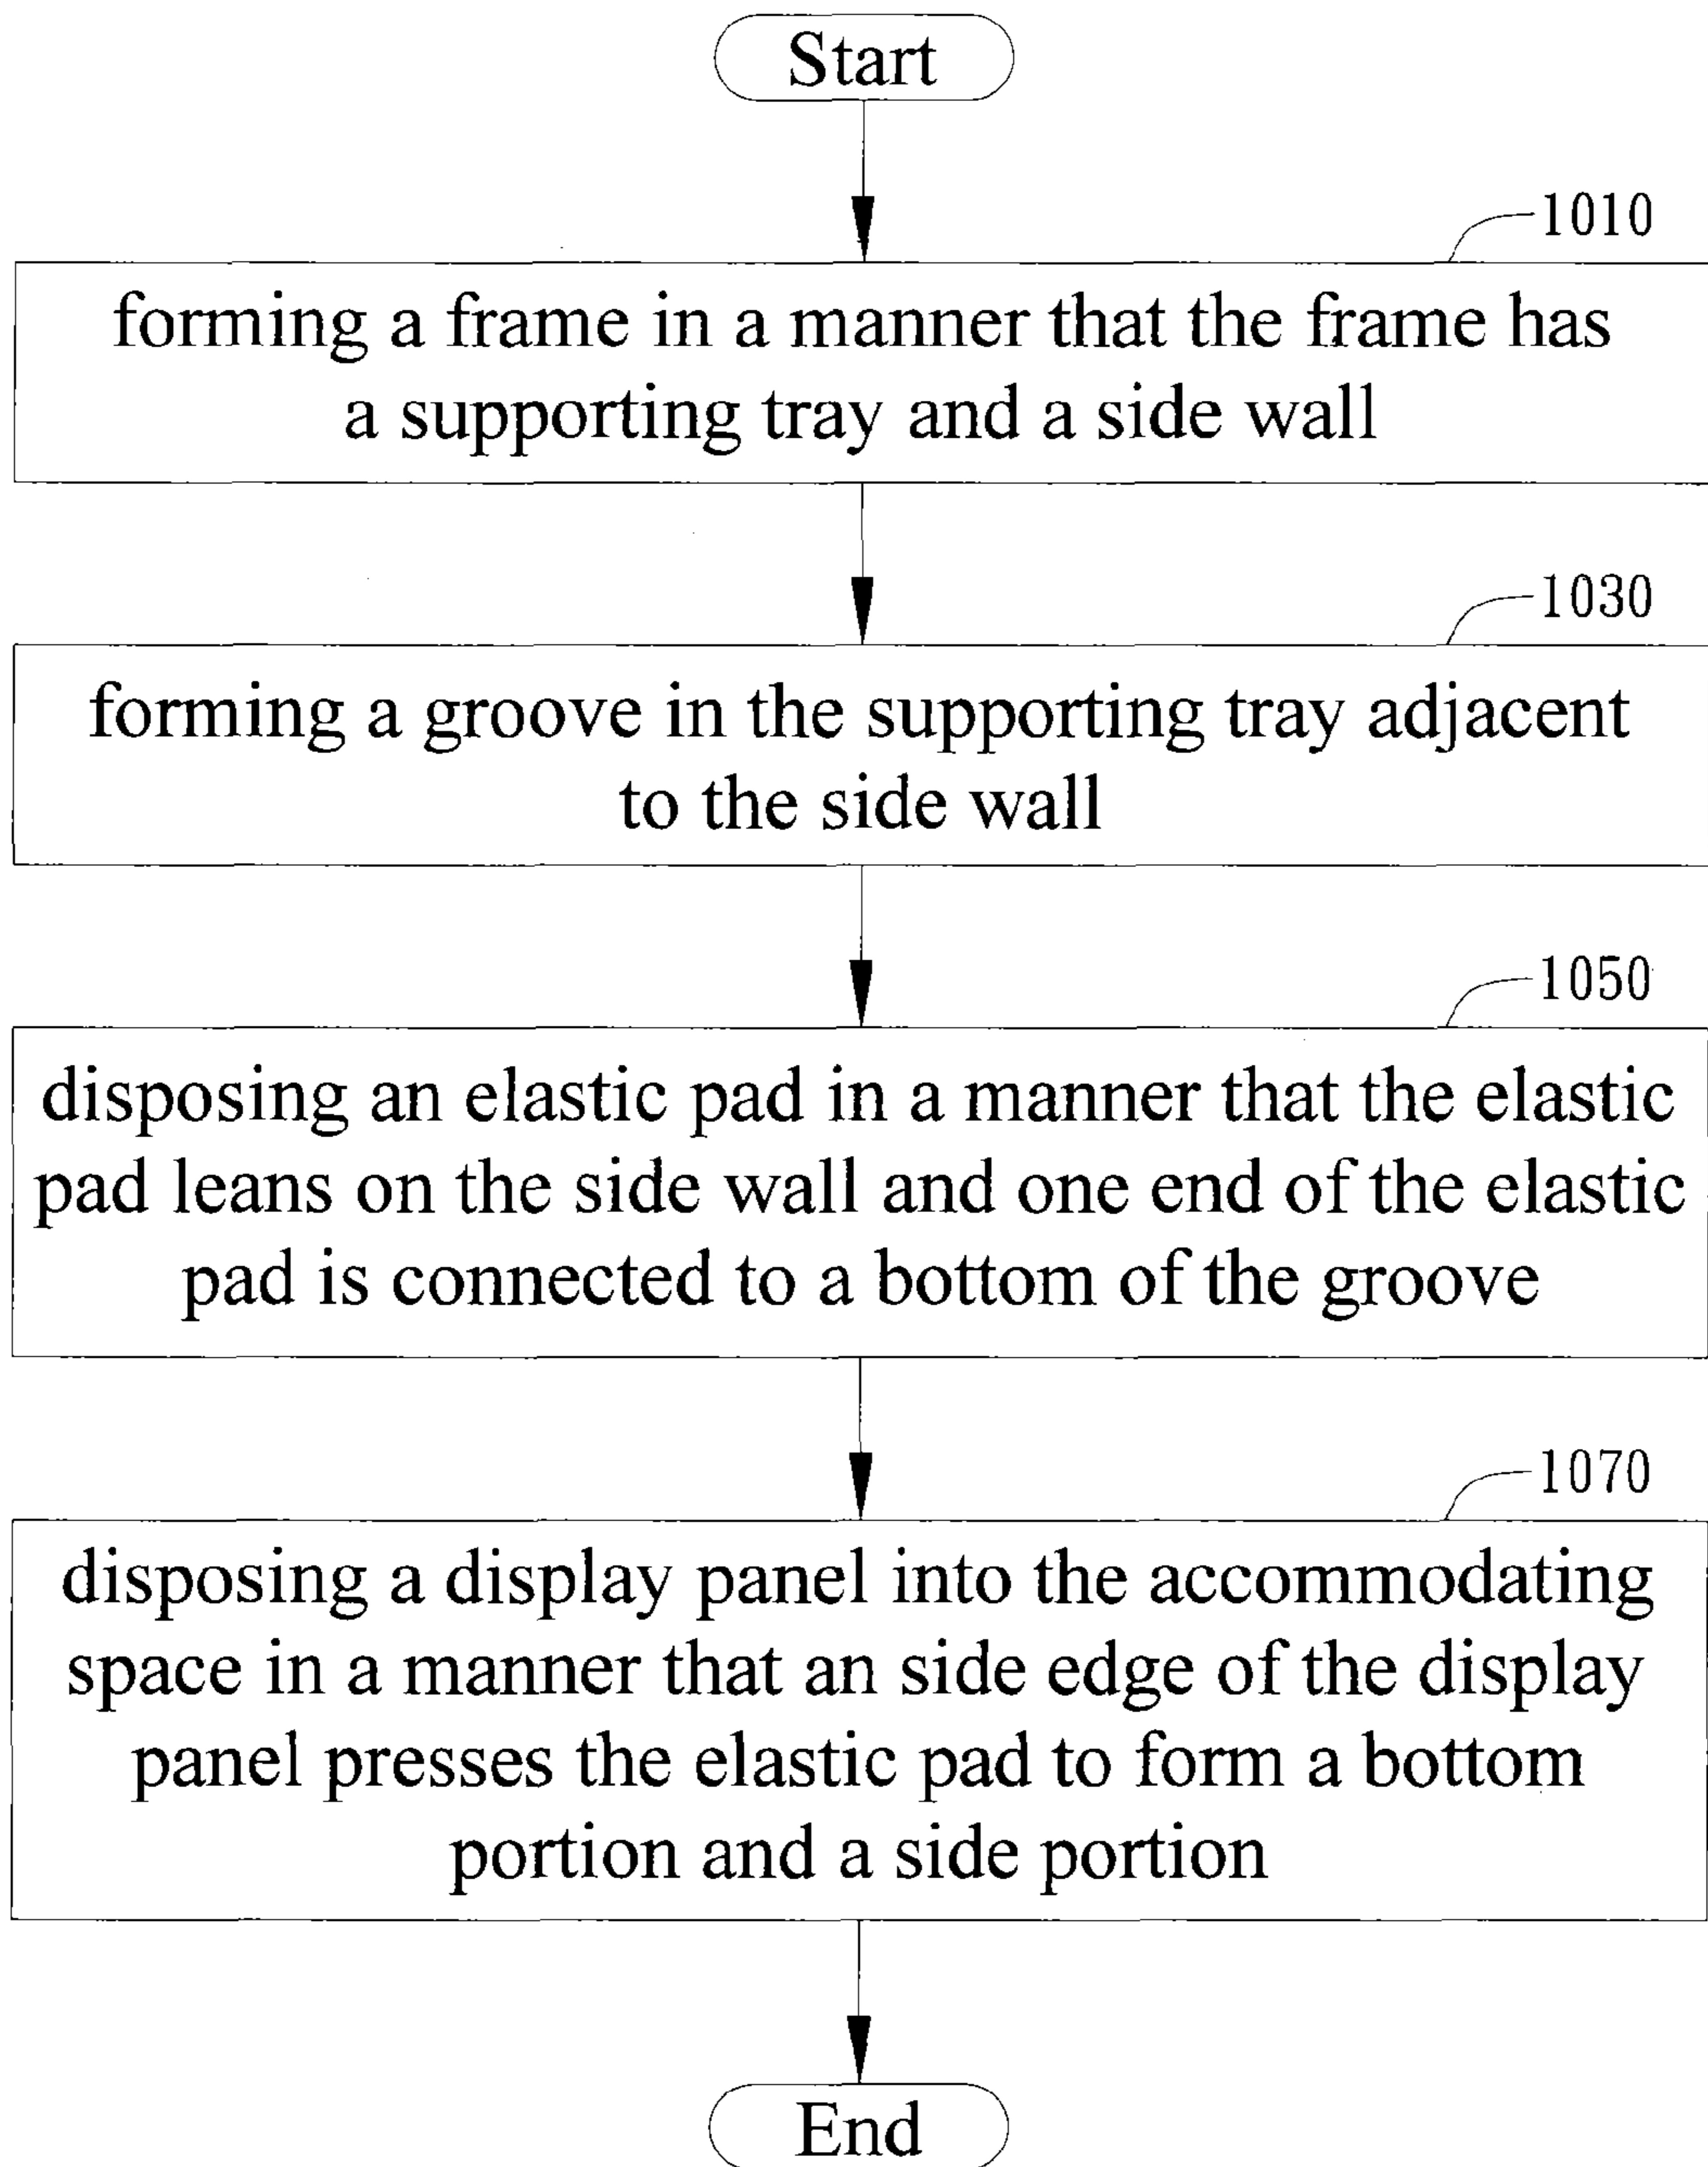 Start
1010
forming a frame in a manner that the frame has
a supporting tray and a side wall
1030
forming a groove in the supporting tray adjacent
to the side wall
1050
disposing an elastic pad in a manner that the elastic
pad leans on the side wall and one end of the elastic
pad is connected to a bottom of the groove
1070
disposing a display panel into the accommodating
space in a manner that an side edge of the display
panel presses the elastic pad to form a bottom
portion and a side portion
End